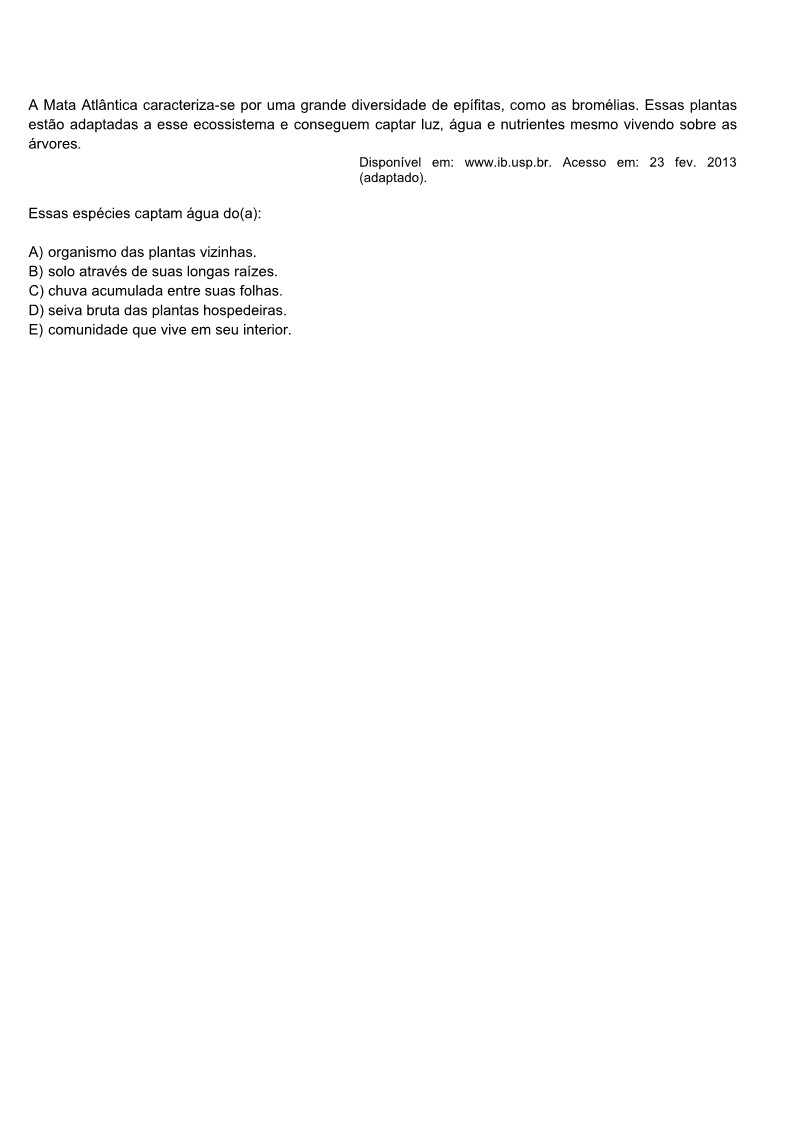 A Mata Atlântica caracteriza-se por uma grande diversidade de epífitas, como as bromélias. Essas plantas
estão adaptadas a esse ecossistema e conseguem captar luz, água e nutrientes mesmo vivendo sobre as
árvores.
Disponível em: www.ib.usp.br. Acesso em: 23 fev. 2013
(adaptado).
Essas espécies captam água do(a):
A) organismo das plantas vizinhas.
B) solo através de suas longas raízes.
C) chuva acumulada entre suas folhas.
D) seiva bruta das plantas hospedeiras.
E) comunidade que vive em seu interior.